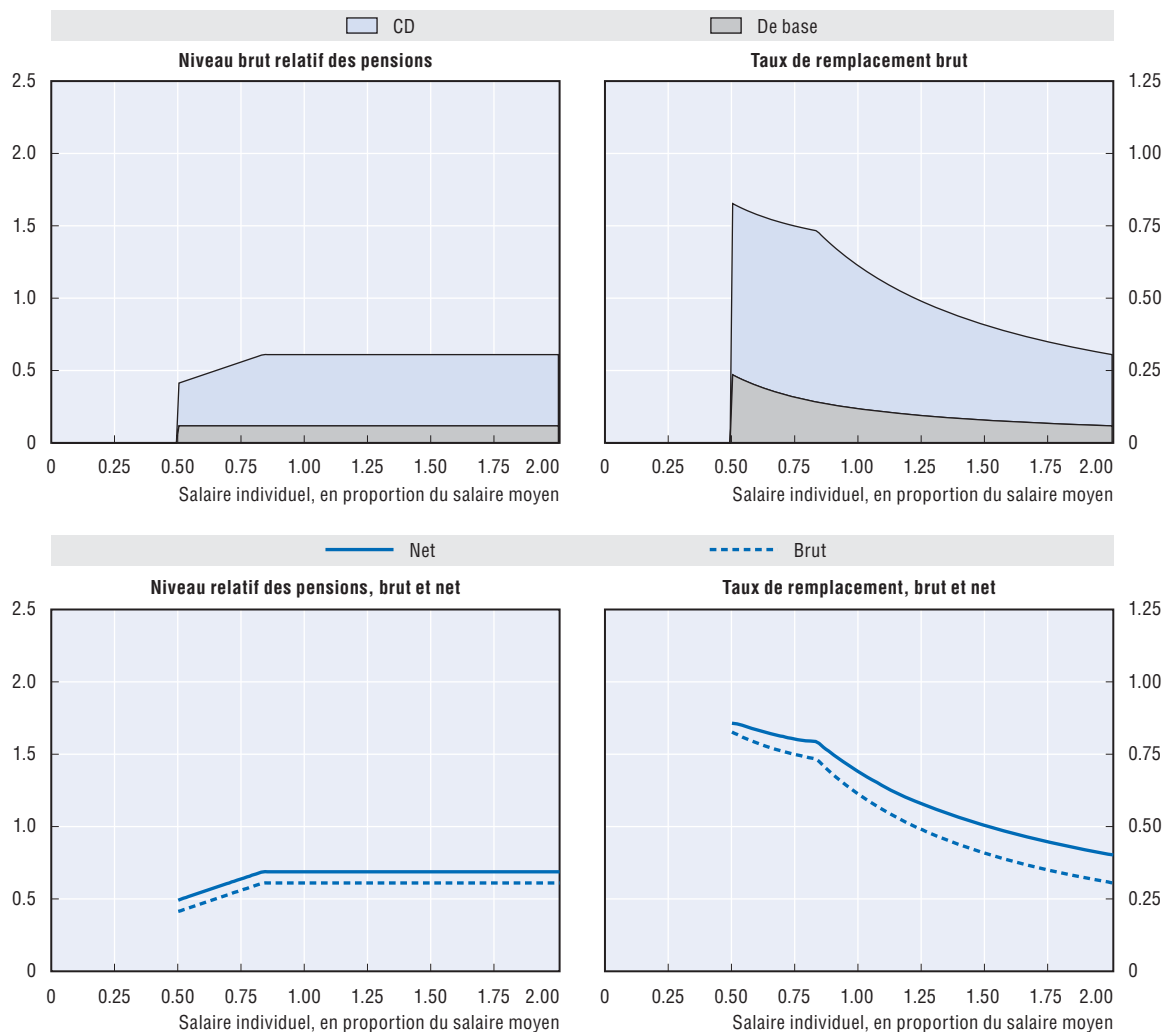 CD De base
Niveau brut relatif des pensions Taux de remplacement brut
2.5 1.25
2.0 1.00
1.5 0.75
1.0 0.50
0.5 0.25
0 0
0 0.25 0.50 0.75 1.00 1.25 1.50 1.75 2.00 0 0.25 0.50 0.75 1.00 1.25 1.50 1.75 2.00
Salaire individuel, en proportion du salaire moyen Salaire individuel, en proportion du salaire moyen
Net Brut
Niveau relatif des pensions, brut et net Taux de remplacement, brut et net
2.5 1.25
2.0 1.00
1.5 0.75
1.0 0.50
0.5 0.25
0 0
0 0.25 0.50 0.75 1.00 1.25 1.50 1.75 2.00 0 0.25 0.50 0.75 1.00 1.25 1.50 1.75 2.00
Salaire individuel, en proportion du salaire moyen Salaire individuel, en proportion du salaire moyen